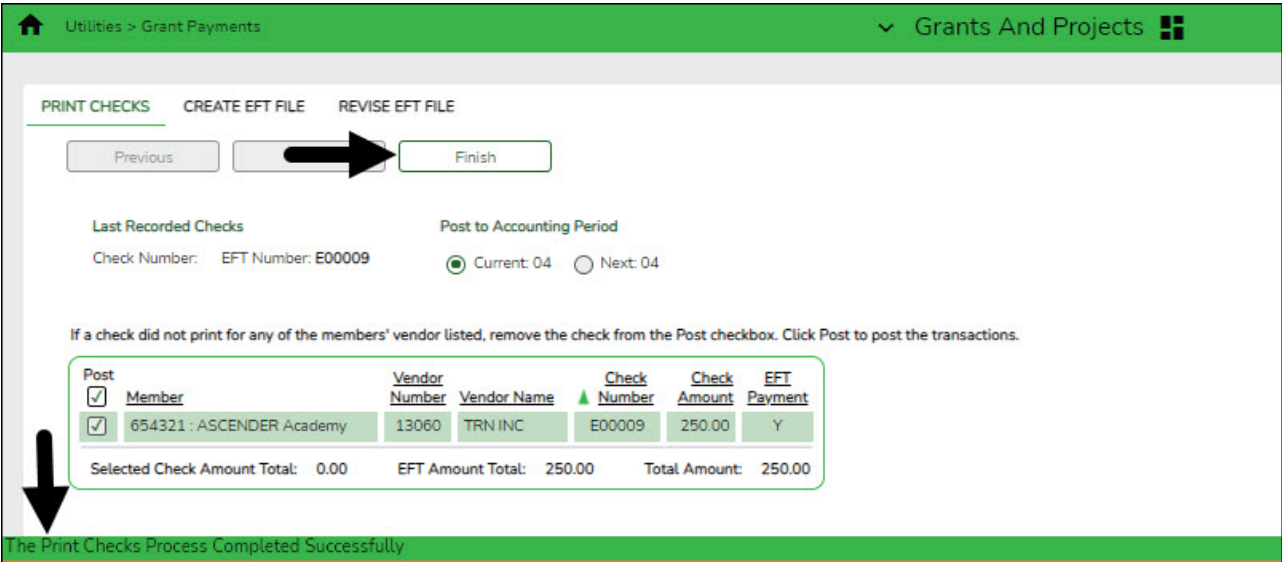 Utilities > Grant Payments
Grants And Projects
PRINT CHECKS CREATE EFT FILE REVISE EFT FILE
Previous Finish
Last Recorded Checks Post to Accounting Period
Check Number: EFT Number: E00009 Current: 04 Next: 04
If a check did not print for any of the members' vendor listed, remove the check from the Post checkbox. Click Post to post the transactions.
Post Vendor Check Check EFT
Member Number Vendor Name Number Amount Payment
654321 : ASCENDER Academy 13060 TRN INC E00009 250.00 Y
Selected Check Amount Total: 0.00 EFT Amount Total: 250.00 Total Amount: 250.00
The Print Checks Process Completed Successfully